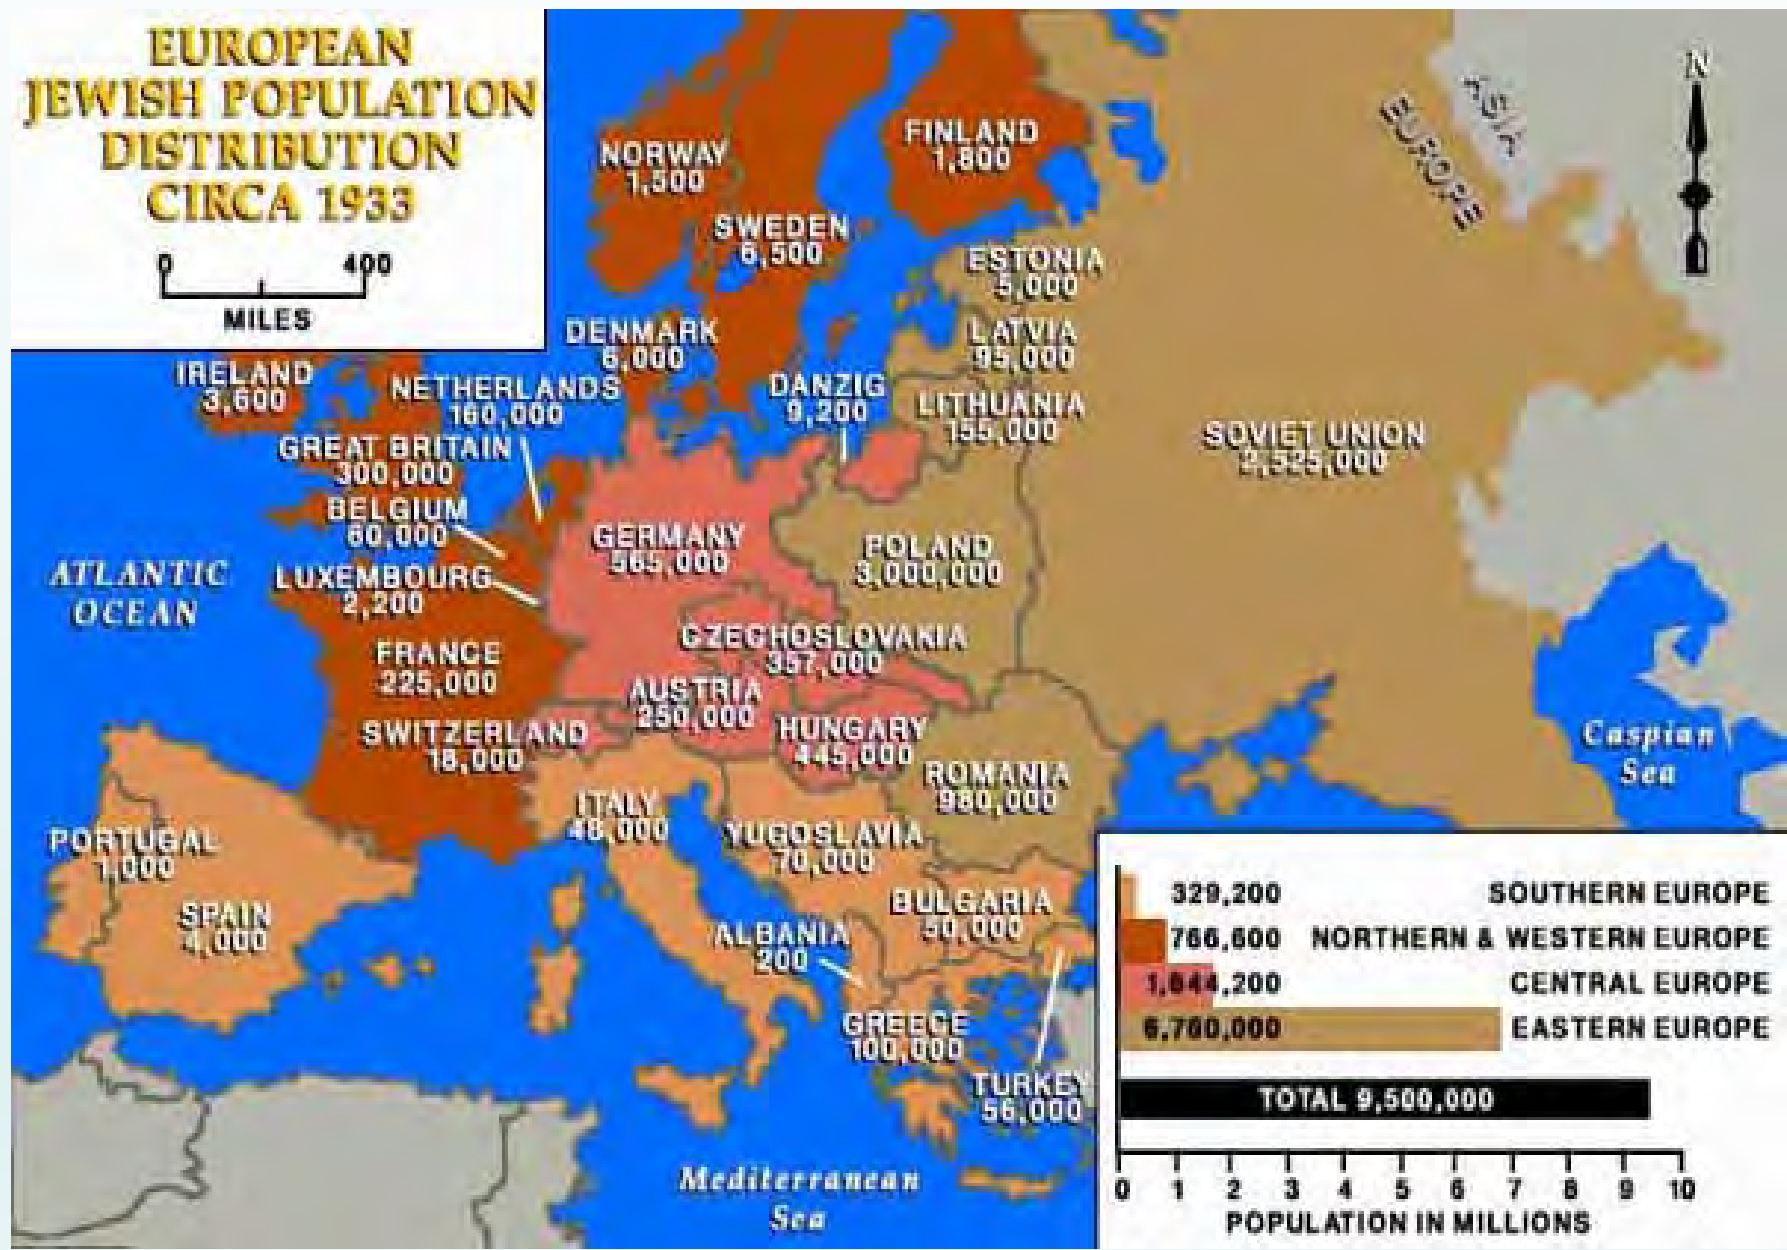 EUROPEAN
JEWISH POPULATION
DISTRIBUTION
CIRCA 1933
0 400
MILES
N
EUROPE
ASIA
NORWAY
1,500
FINLAND
1,800
SWEDEN
6,500
ESTONIA
5,000
DENMARK
6,000
LATVIA
95,000
IRELAND
3,600
NETHERLANDS
160,000
DANZIG
9,200
LITHUANIA
155,000
GREAT BRITAIN
300,000
SOVIET UNION
2,525,000
BELGIUM
60,000
GERMANY
565,000
POLAND
3,000,000
ATLANTIC
OCEAN
LUXEMBOURG
2,200
CZECHOSLOVAKIA
357,000
FRANCE
225,000
AUSTRIA
250,000
SWITZERLAND
18,000
HUNGARY
445,000
Caspian
Sea
ROMANIA
980,000
ITALY
48,000
YUGOSLAVIA
70,000
PORTUGAL
1,000
SPAIN
4,000
BULGARIA
50,000
ALBANIA
200
GREECE
100,000
TURKEY
56,000
Mediterranean
Sea
329,200 SOUTHERN EUROPE
766,600 NORTHERN & WESTERN EUROPE
1,644,200 CENTRAL EUROPE
6,760,000 EASTERN EUROPE
TOTAL 9,500,000
0 1 2 3 4 5 6 7 8 9 10
POPULATION IN MILLIONS